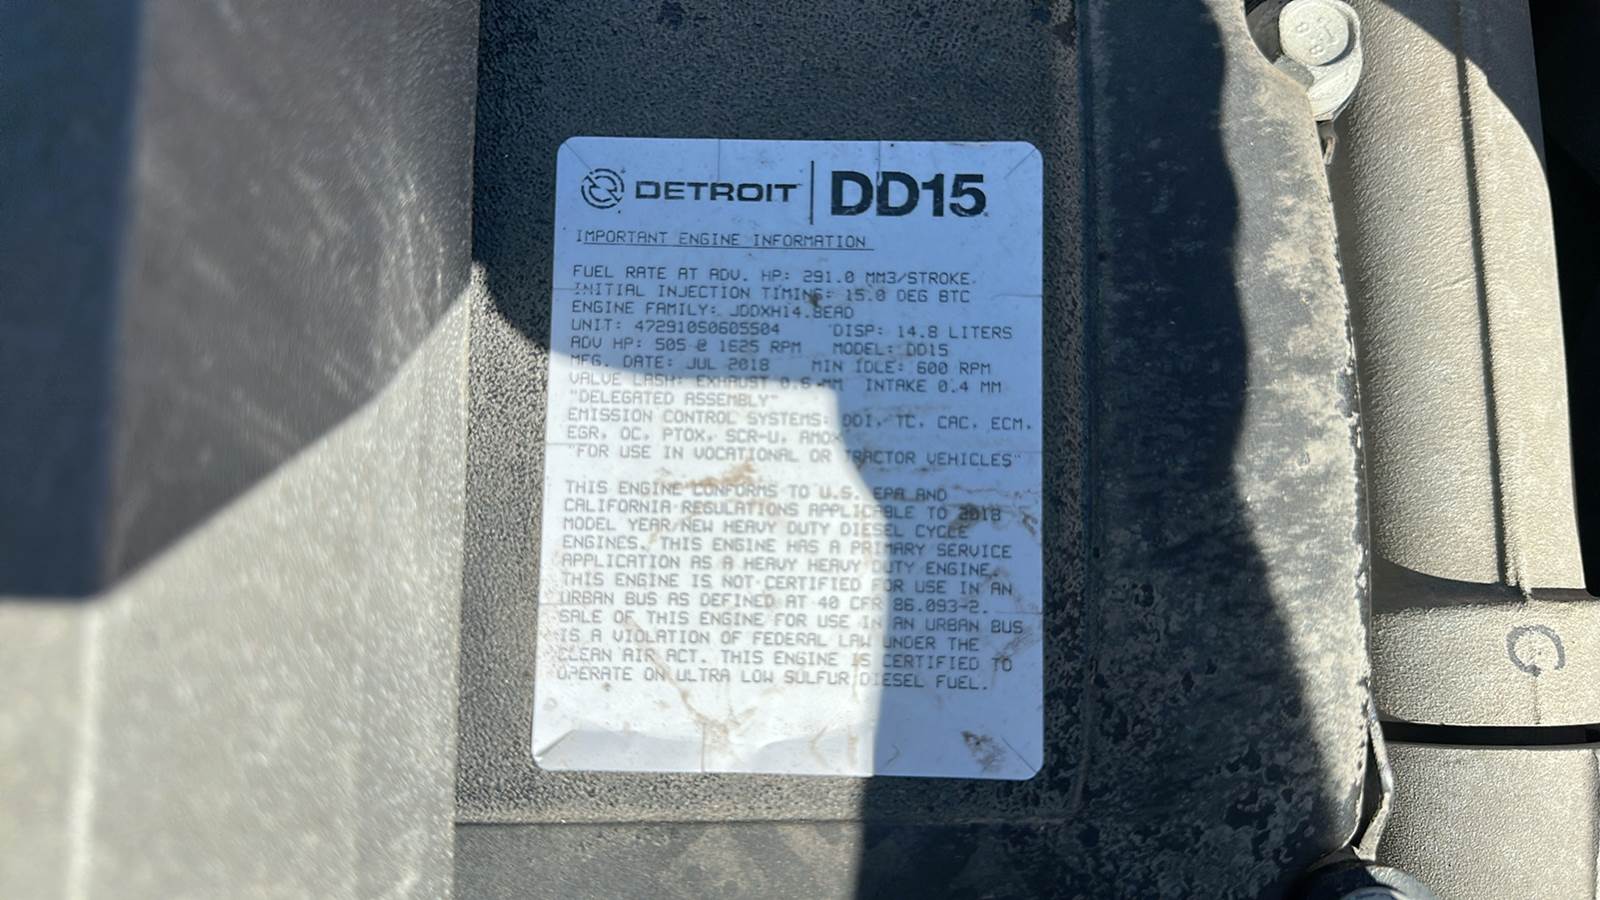 DETROIT DD15
IMPORTANT ENGINE INFORMATION
FUEL RATE AT ADV. HP: 291.0 MM3/STROKE.
INITIAL INJECTION TIMING: 15.0 DEG BTC
ENGINE FAMILY: JDDXH14.8EAD
UNIT: 472910S0605504 DISP: 14.8 LITERS
ADV HP: 505 @ 1625 RPM MODEL: DD15
MFG. DATE: JUL 2018 MIN IDLE: 600 RPM
VALVE LASH: EXHAUST 0.6 MM INTAKE 0.4 MM
"DELEGATED ASSEMBLY"
EMISSION CONTROL SYSTEMS: DDI, TC, CAC, ECM,
EGR, OC, PTOX, SCR-U, AMOX
"FOR USE IN VOCATIONAL OR TRACTOR VEHICLES"
THIS ENGINE CONFORMS TO U.S. EPA AND
CALIFORNIA REGULATIONS APPLICABLE TO 2018
MODEL YEAR NEW HEAVY DUTY DIESEL CYCLE
ENGINES. THIS ENGINE HAS A PRIMARY SERVICE
APPLICATION AS A HEAVY HEAVY DUTY ENGINE.
THIS ENGINE IS NOT CERTIFIED FOR USE IN AN
URBAN BUS AS DEFINED AT 40 CFR 86.093-2.
SALE OF THIS ENGINE FOR USE IN AN URBAN BUS
IS A VIOLATION OF FEDERAL LAW UNDER THE
CLEAN AIR ACT. THIS ENGINE IS CERTIFIED TO
OPERATE ON ULTRA LOW SULFUR DIESEL FUEL.